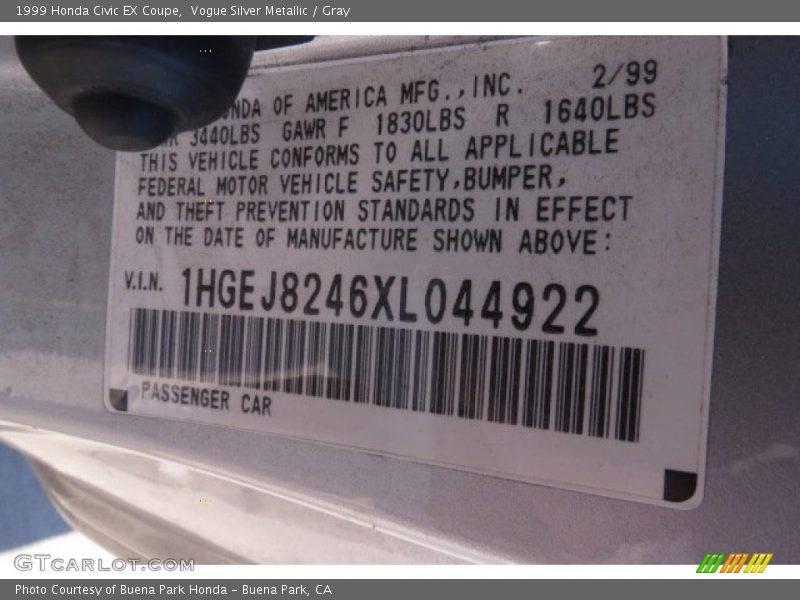 1999 Honda Civic EX Coupe,  Vogue Silver Metallic / Gray
OF AMERICA MFG.,INC. 2/99
3440LBS GAWR F 1830LBS R 1640LBS
THIS VEHICLE CONFORMS TO ALL APPLICABLE
FEDERAL MOTOR VEHICLE SAFETY,BUMPER,
AND THEFT PREVENTION STANDARDS IN EFFECT
ON THE DATE OF MANUFACTURE SHOWN ABOVE:
V.I.N. 1HGEJ8246XL044922
PASSENGER CAR
GTCARLOT.COM
Photo Courtesy of Buena Park Honda - Buena Park, CA